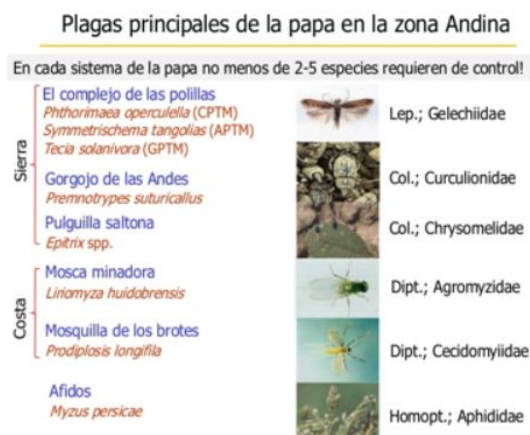 Plagas principales de la papa en la zona Andina
En cada sistema de la papa no menos de 2-5 especies requieren de control!
Sierra
El complejo de las polillas
Phthorimaea operculella (CPTM)
Symmetrischema tangolias (APTM)
Tecia solanivora (GPTM)
Lep.; Gelechiidae
Gorgojo de las Andes
Premnotrypes suturicallus
Col.; Curculionidae
Pulguilla saltona
Epitrix spp.
Col.; Chrysomelidae
Costa
Mosca minadora
Liriomyza huidobrensis
Dipt.; Agromyzidae
Mosquilla de los brotes
Prodiplosis longifila
Dipt.; Cecidomyiidae
Afidos
Myzus persicae
Homopt.; Aphididae